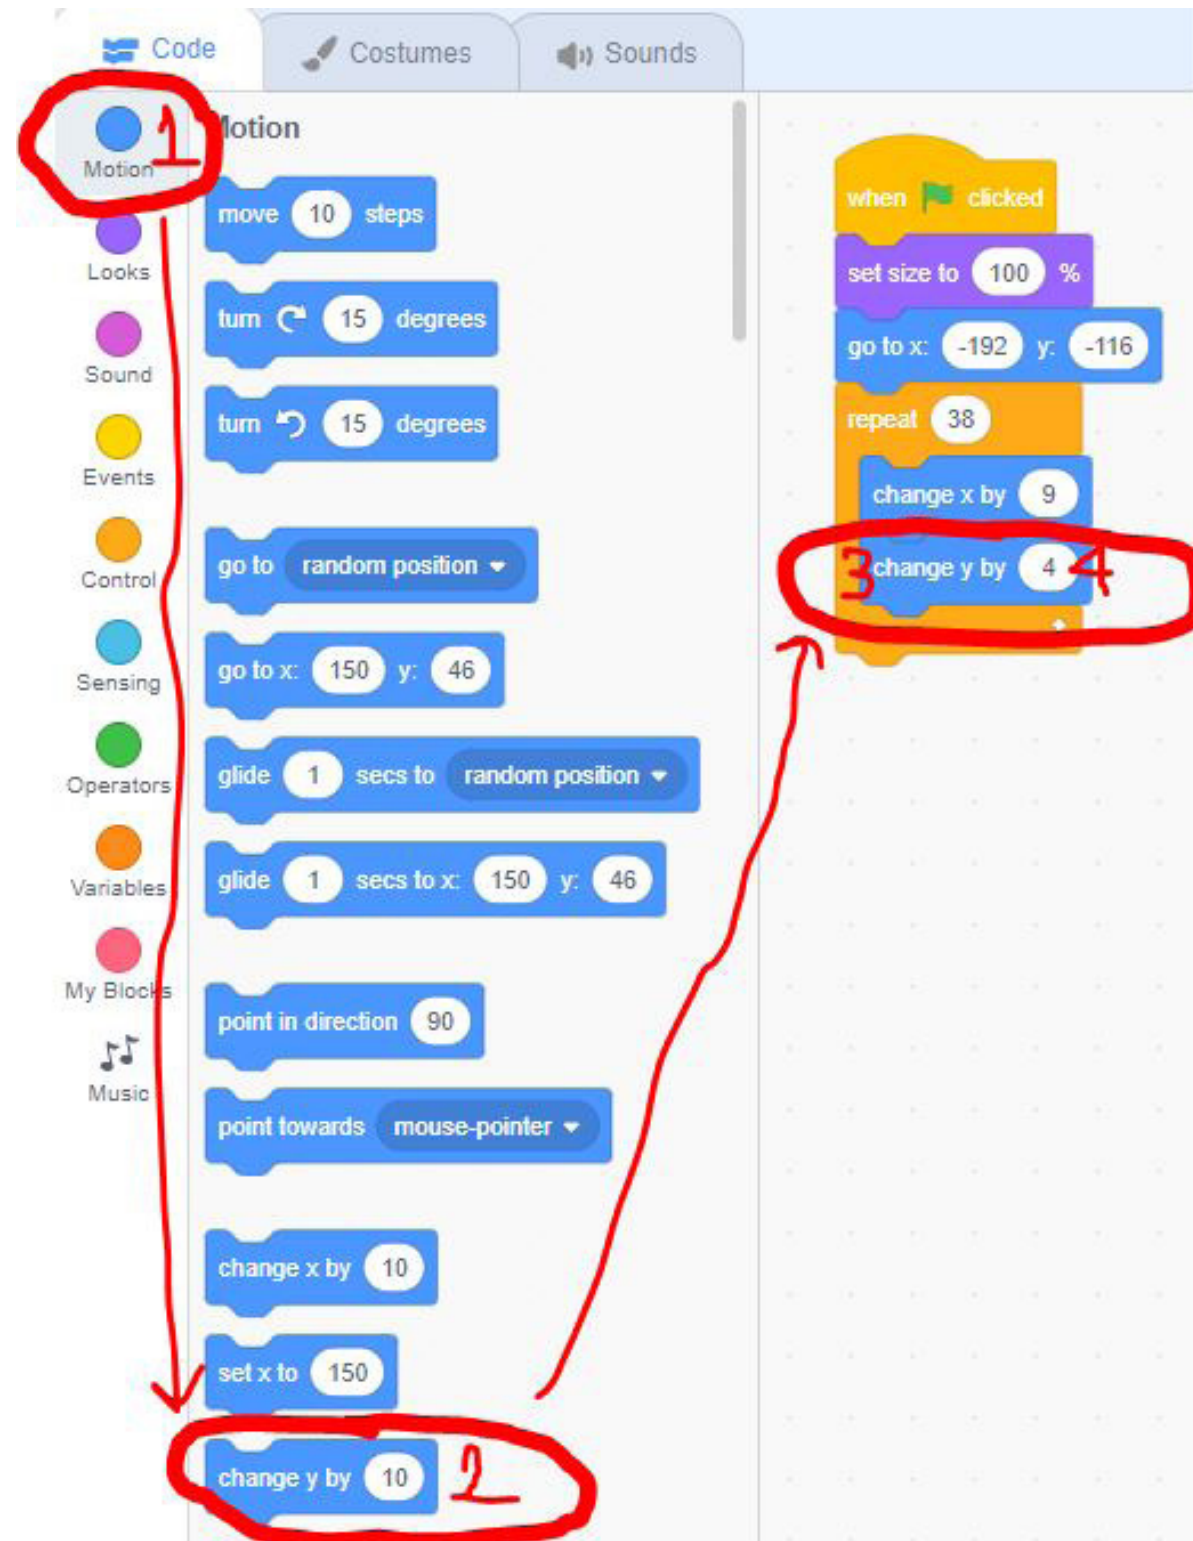 Code
Costumes
Sounds
Motion
1
Looks
Sound
Events
Control
Sensing
Operators
Variables
My Blocks
Music
Motion
move 10 steps
turn 15 degrees
turn 15 degrees
go to random position
go to x: 150 y: 46
glide 1 secs to random position
glide 1 secs to x: 150 y: 46
point in direction 90
point towards mouse-pointer
change x by 10
set x to 150
change y by 10 2
when clicked
set size to 100 %
go to x: -192 y: -116
repeat 38
change x by 9
3 change y by 4 4